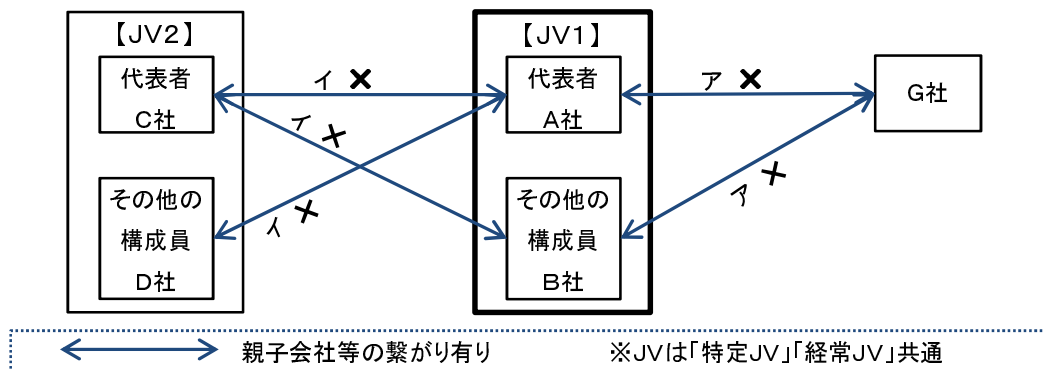 【JV2】
代表者
C社
その他の
構成員
D社
イ ×
イ ×
イ ×
【JV1】
代表者
A社
その他の
構成員
B社
ア ×
ア ×
G社
親子会社等の繋がり有り
※JVは「特定JV」「経常JV」共通